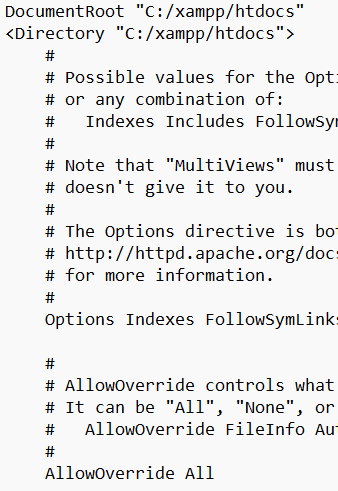 DocumentRoot "C:/xampp/htdocs"
<Directory "C:/xampp/htdocs">
#
# Possible values for the Opti
# or any combination of:
#   Indexes Includes FollowSym
#
# Note that "MultiViews" must
# doesn't give it to you.
#
# The Options directive is bot
# http://httpd.apache.org/docs
# for more information.
#
Options Indexes FollowSymLinks
#
# AllowOverride controls what
# It can be "All", "None", or
#   AllowOverride FileInfo Aut
#
AllowOverride All